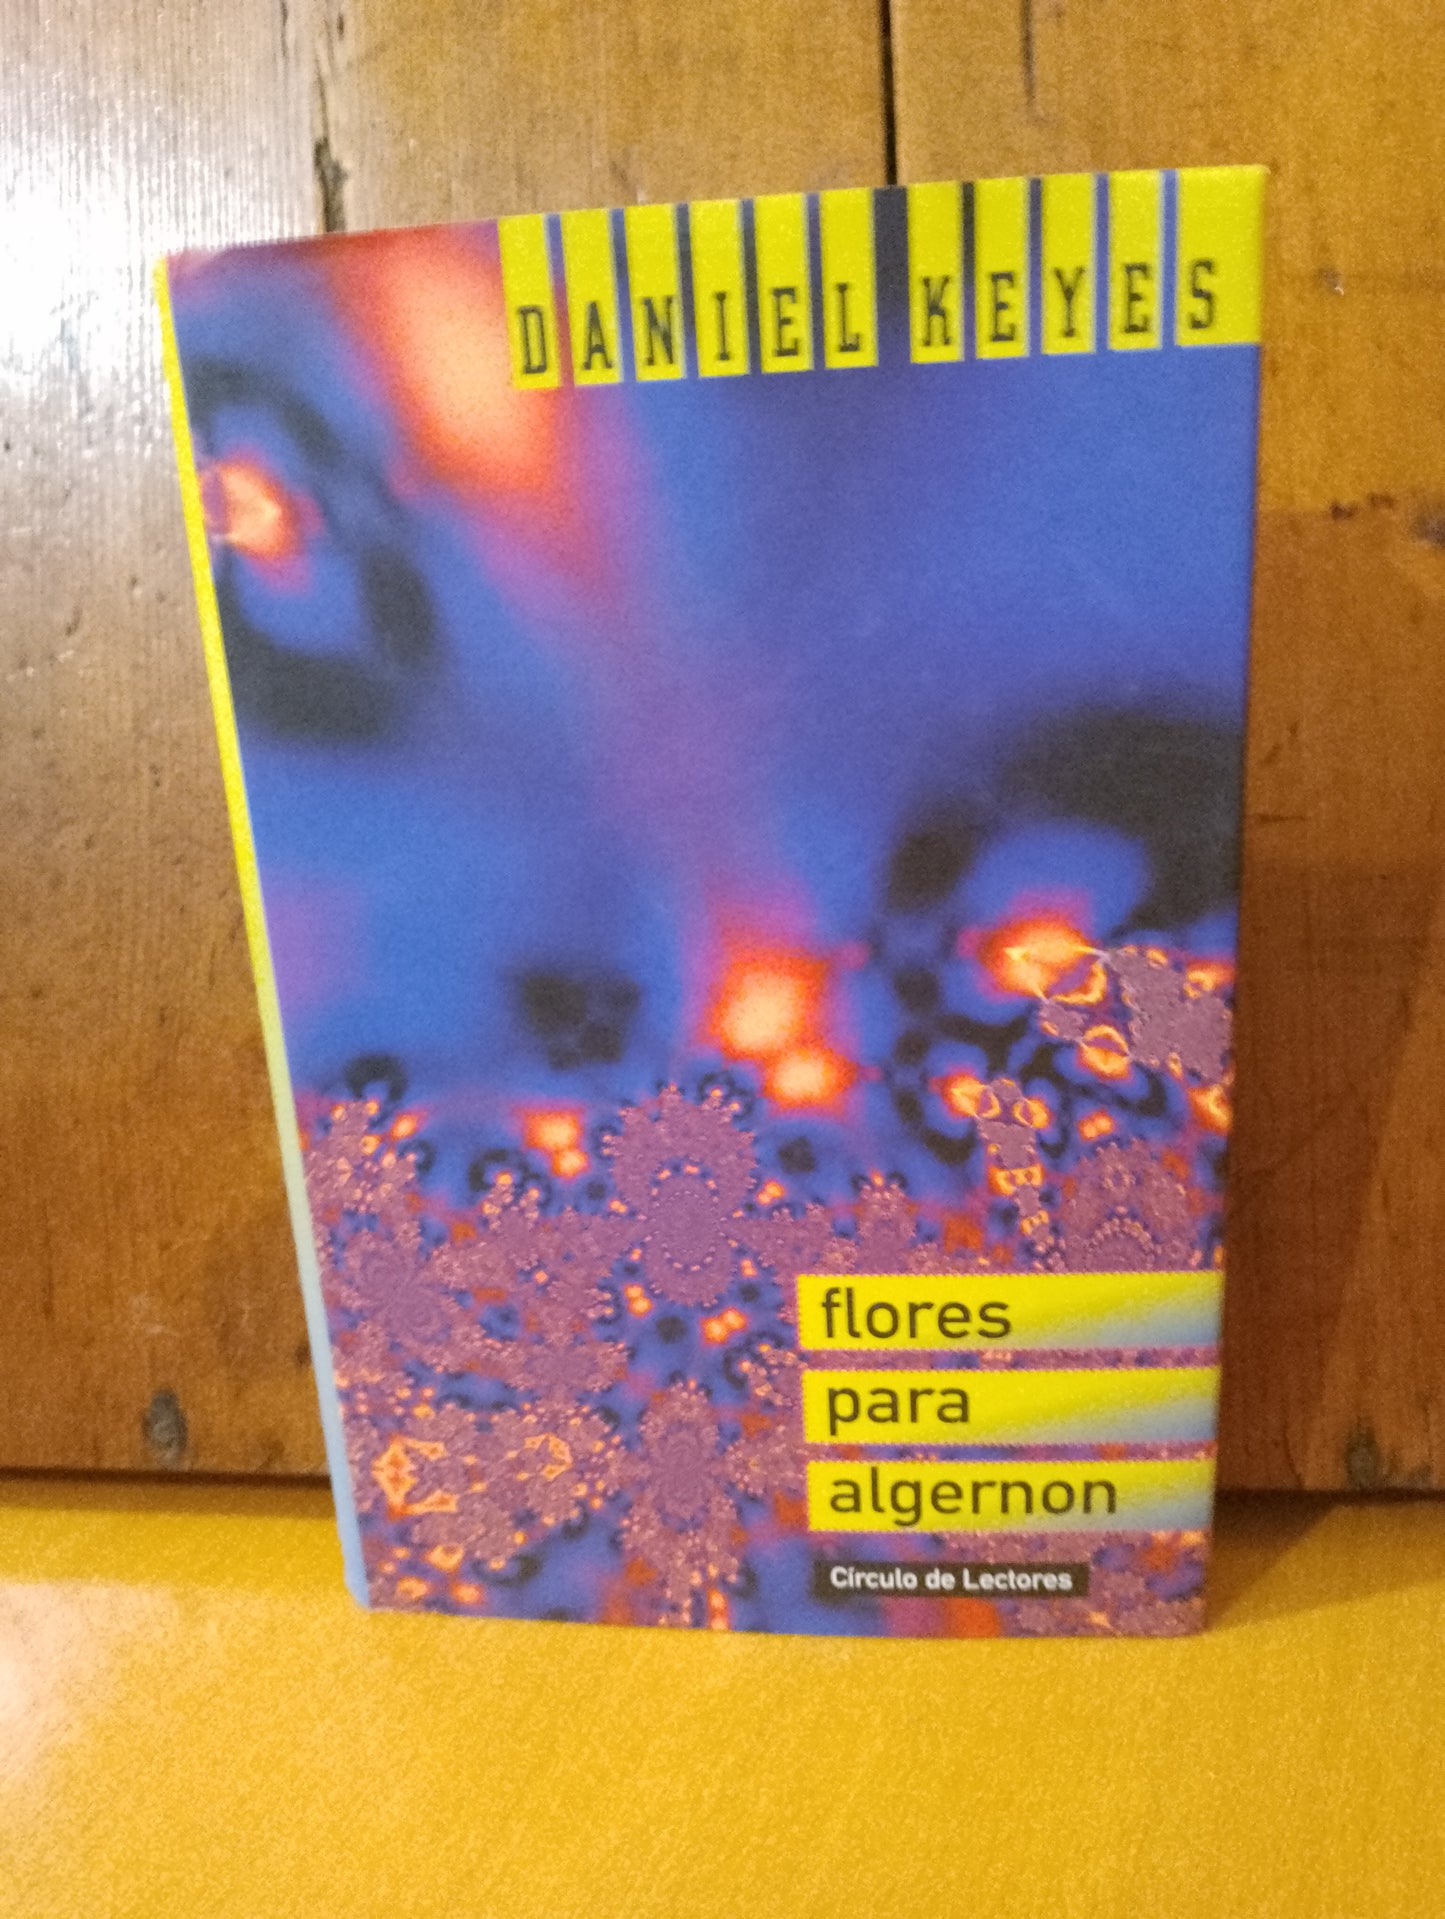 DANIEL KEYES
flores
para
algernon
Círculo de Lectores